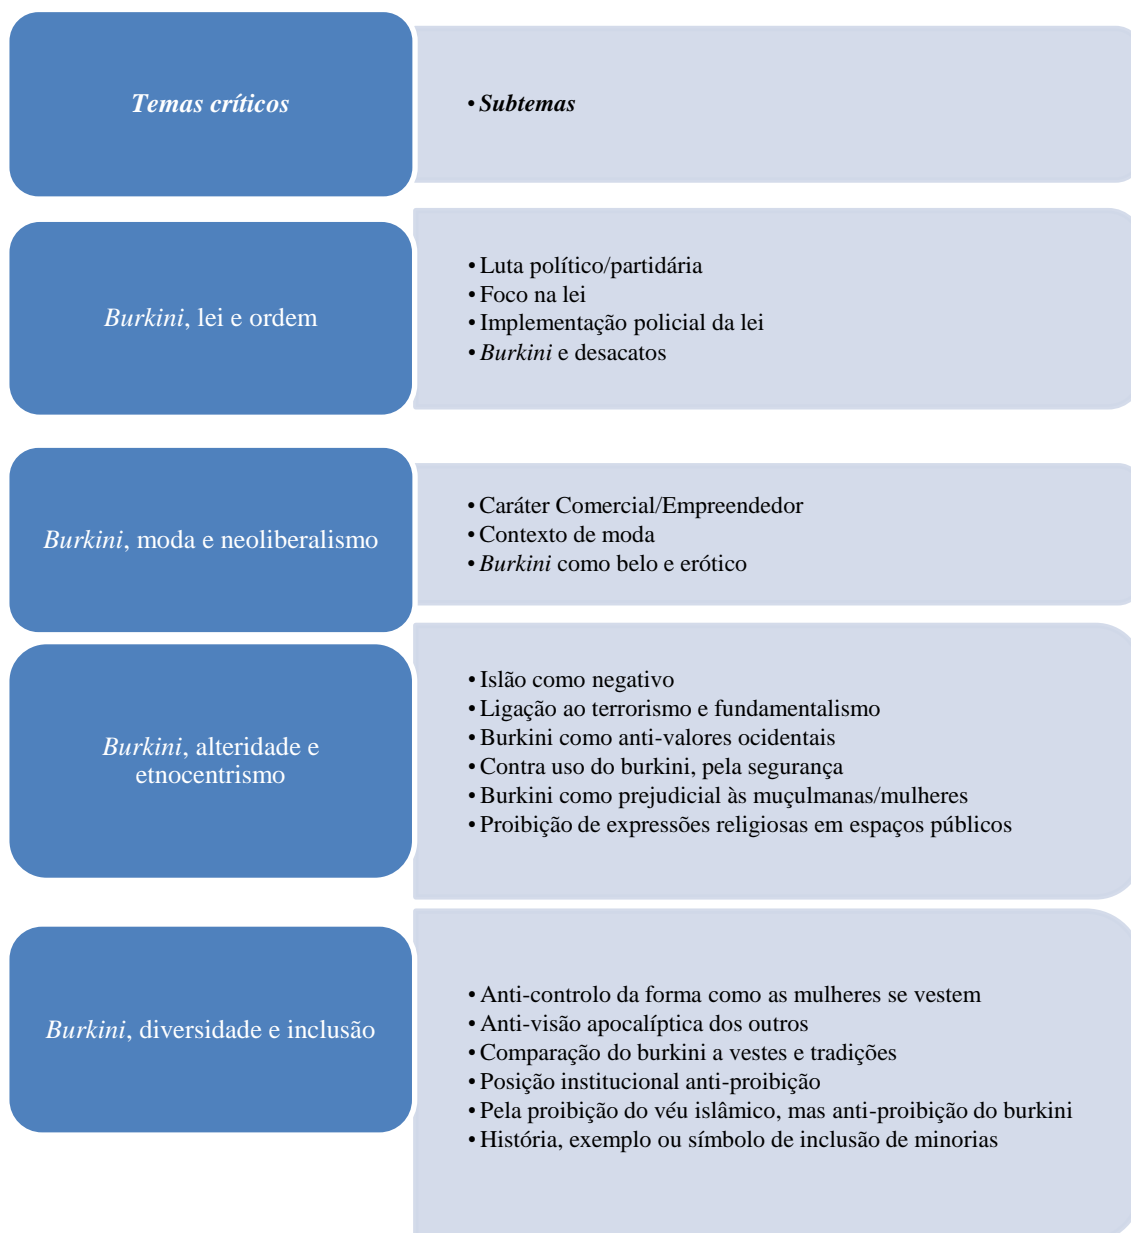 Temas críticos
• Subtemas
Burkini, lei e ordem
• Luta político/partidária
• Foco na lei
• Implementação policial da lei
• Burkini e desacatos
Burkini, moda e neoliberalismo
• Caráter Comercial/Empreendedor
• Contexto de moda
• Burkini como belo e erótico
Burkini, alteridade e
etnocentrismo
• Islão como negativo
• Ligação ao terrorismo e fundamentalismo
• Burkini como anti-valores ocidentais
• Contra uso do burkini, pela segurança
• Burkini como prejudicial às muçulmanas/mulheres
• Proibição de expressões religiosas em espaços públicos
Burkini, diversidade e inclusão
• Anti-controlo da forma como as mulheres se vestem
• Anti-visão apocalíptica dos outros
• Comparação do burkini a vestes e tradições
• Posição institucional anti-proibição
• Pela proibição do véu islâmico, mas anti-proibição do burkini
• História, exemplo ou símbolo de inclusão de minorias